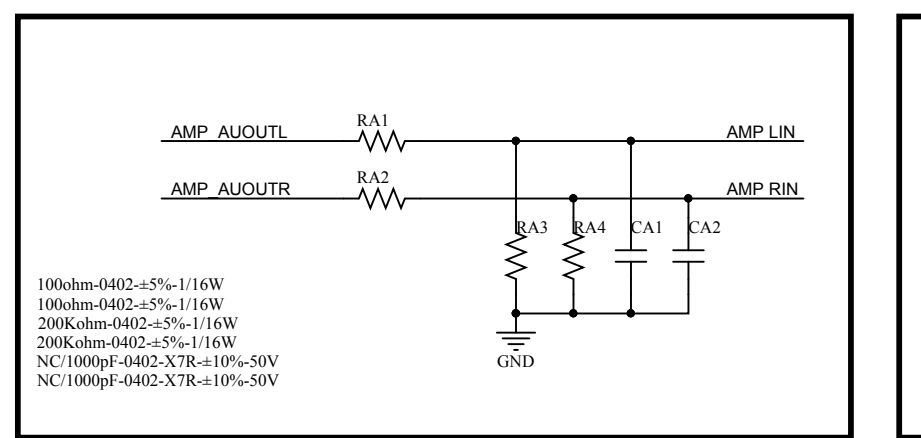 RA1
AMP_AUOUTL
AMP LIN
RA2
AMP_AUOUTR
AMP RIN
RA3
RA4
CA1
CA2
100ohm-0402-±5%-1/16W
100ohm-0402-±5%-1/16W
200Kohm-0402-±5%-1/16W
200Kohm-0402-±5%-1/16W
NC/1000pF-0402-X7R-±10%-50V
NC/1000pF-0402-X7R-±10%-50V
GND